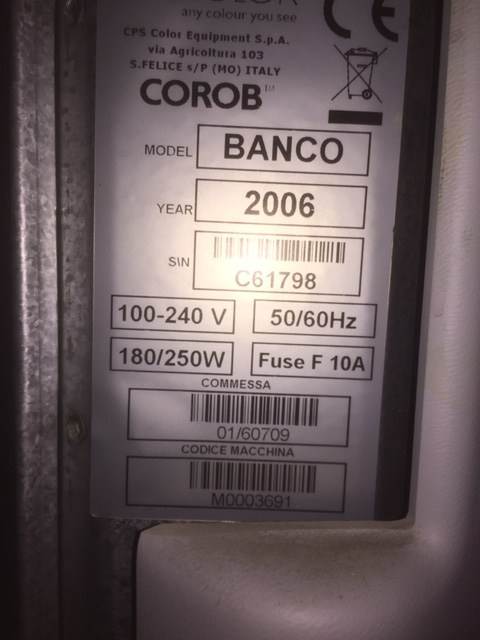 any colour you see
CPS Color Equipment S.p.A.
via Agricoltura 103
S.FELICE s/P (MO) ITALY
CE
COROB™
MODEL BANCO
YEAR 2006
S\N
C61798
100-240 V 50/60Hz
180/250W Fuse F 10A
COMMESSA
01/60709
CODICE MACCHINA
M0003691